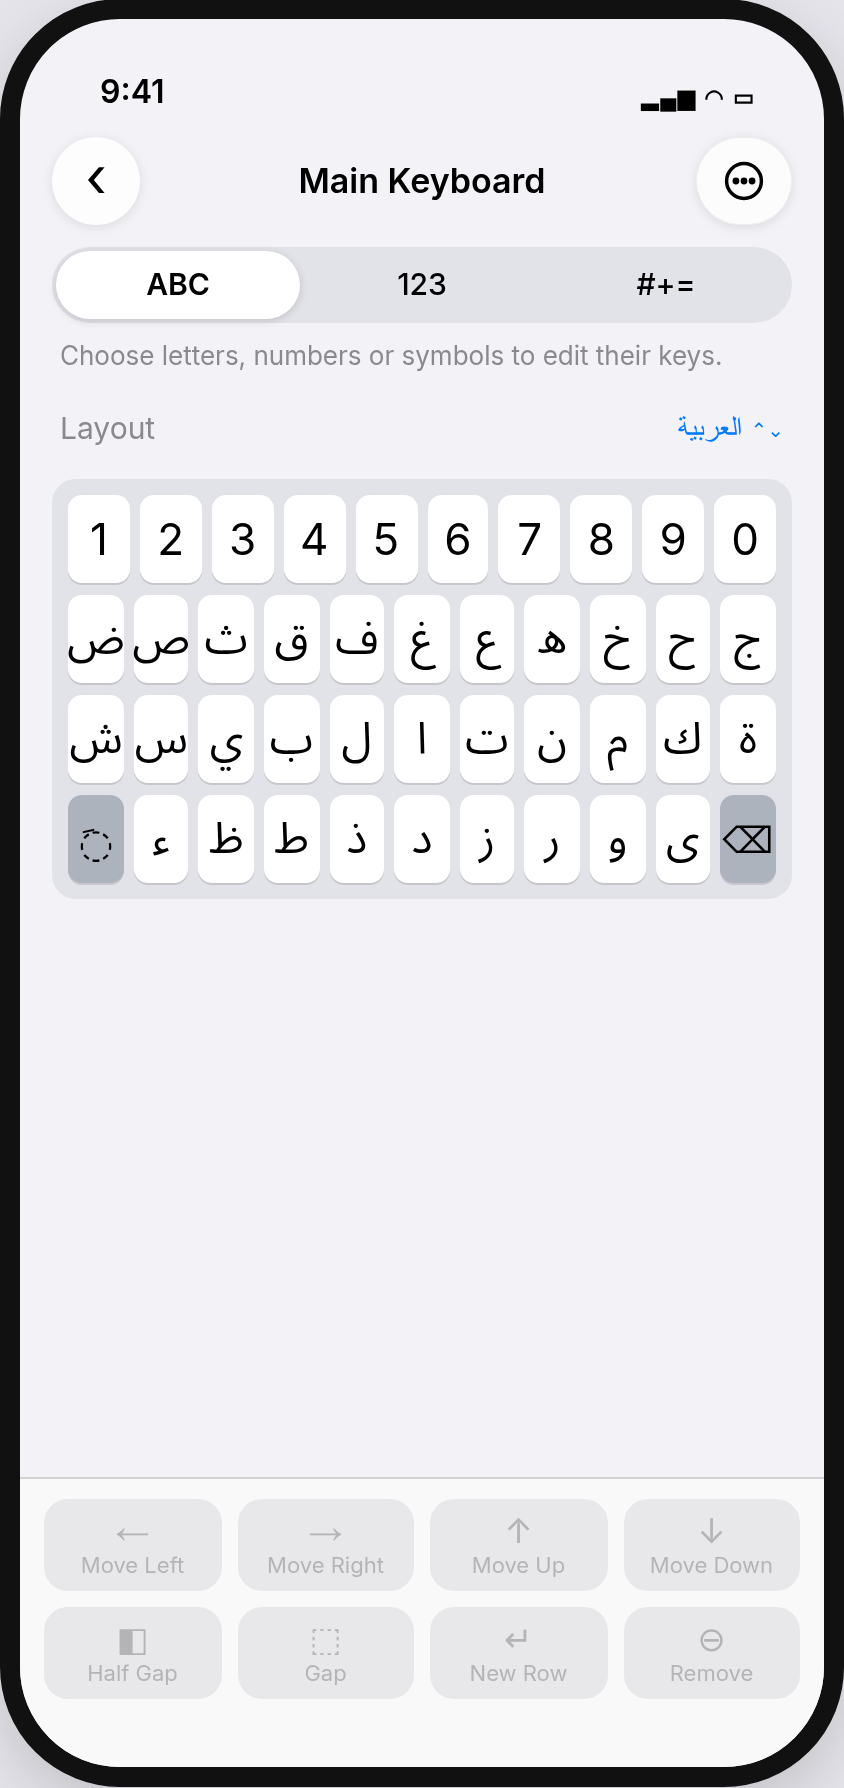 9:41
Main Keyboard
ABC 123 #+=
Choose letters, numbers or symbols to edit their keys.
Layout العربية
1 2 3 4 5 6 7 8 9 0
ض ص ث ق ف غ ع ه خ ح ج
ش س ي ب ل ا ت ن م ك ة
ء ظ ط ذ د ز ر و ى
Move Left Move Right Move Up Move Down
Half Gap Gap New Row Remove